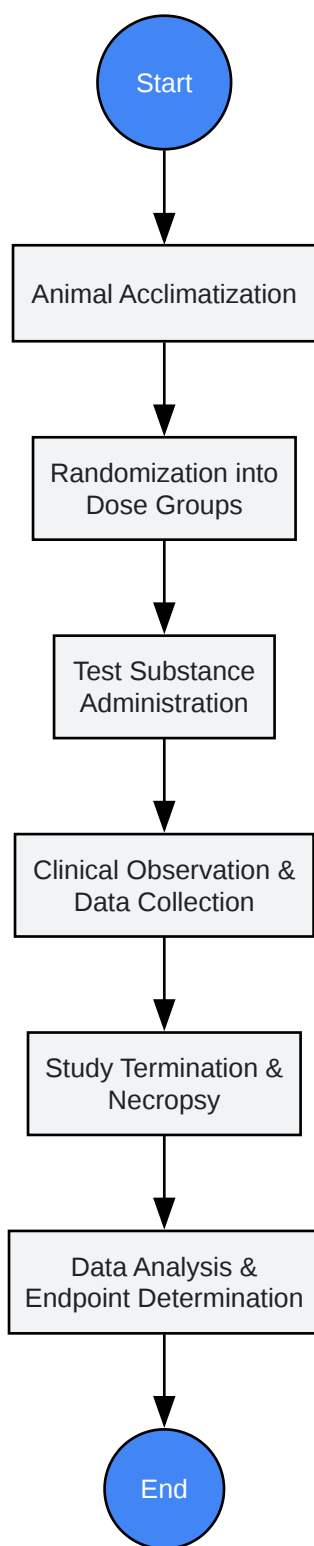 Start
Animal Acclimatization
Randomization into
Dose Groups
Test Substance
Administration
Clinical Observation &
Data Collection
Study Termination &
Necropsy
Data Analysis &
Endpoint Determination
End